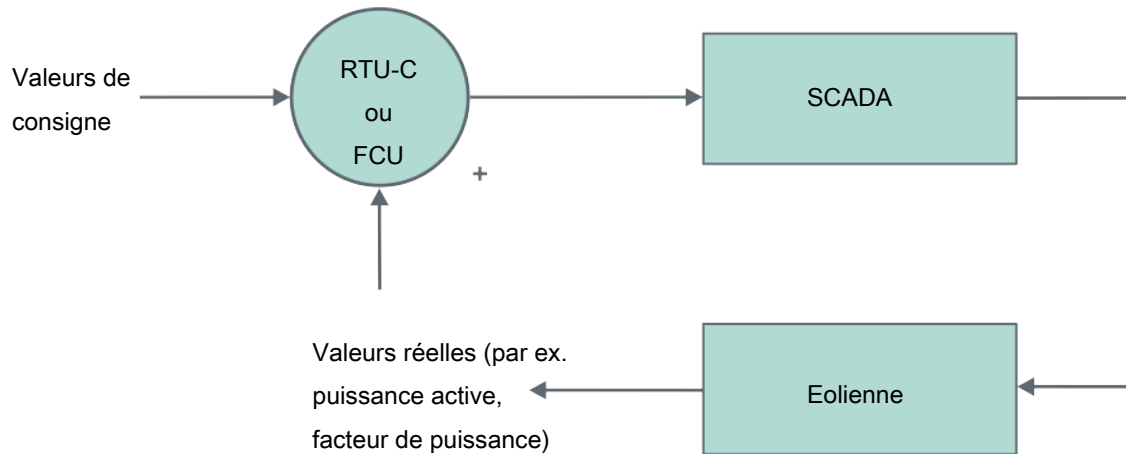 Valeurs de
consigne
RTU-C
ou
FCU
+
SCADA
Valeurs réelles (par ex.
puissance active,
facteur de puissance)
Eolienne